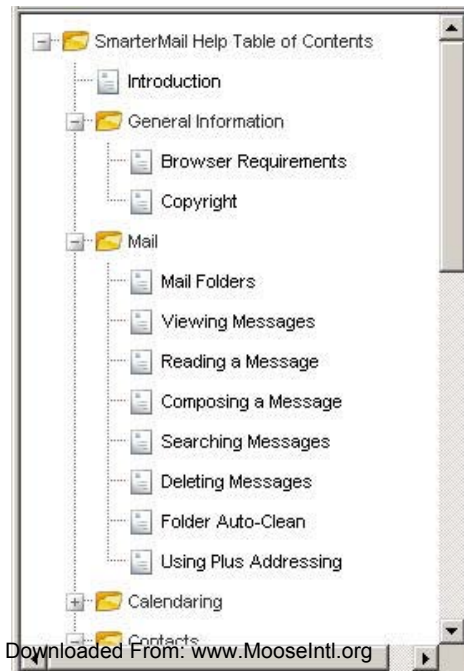 SmarterMail Help Table of Contents
Introduction
General Information
Browser Requirements
Copyright
Mail
Mail Folders
Viewing Messages
Reading a Message
Composing a Message
Searching Messages
Deleting Messages
Folder Auto-Clean
Using Plus Addressing
Calendaring
Contacts
Downloaded From: www.MooseIntl.org